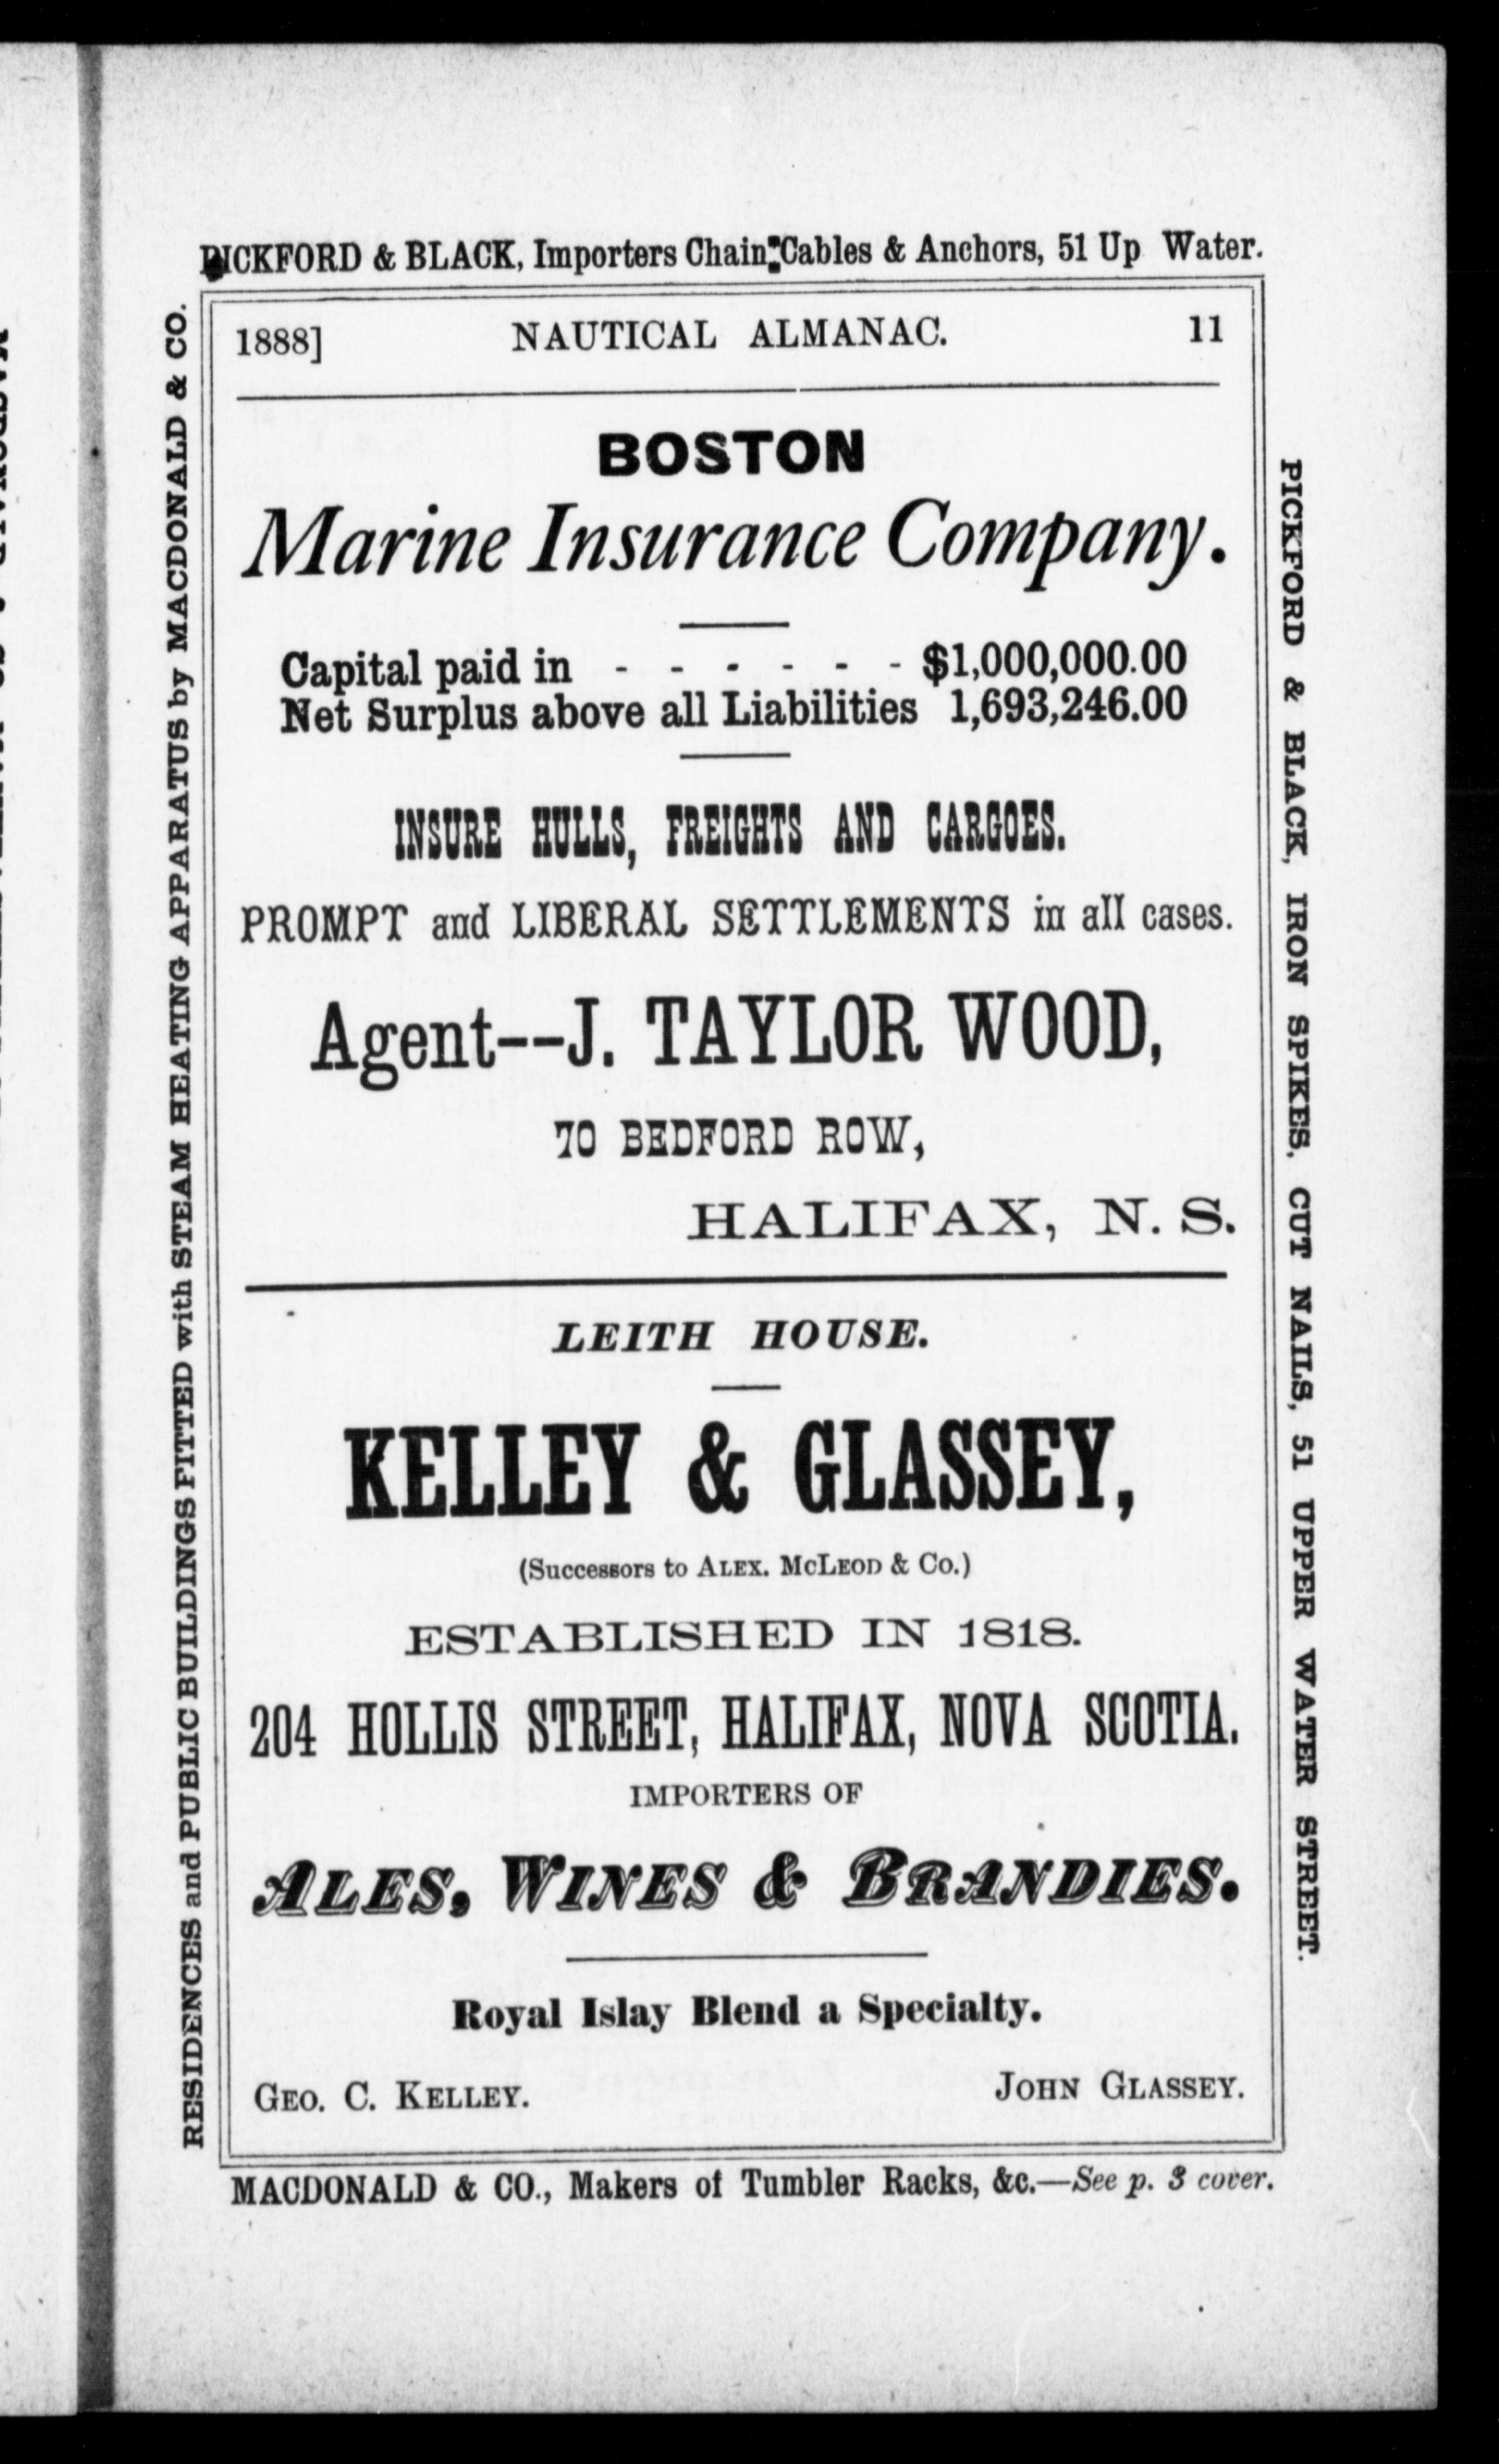 PICKFORD & BLACK, Importers Chain Cables & Anchors, 51 Up Water.
1888] NAUTICAL ALMANAC. 11
BOSTON
Marine Insurance Company.
Capital paid in - - - - - - $1,000,000.00
Net Surplus above all Liabilities 1,693,246.00
INSURE HULLS, FREIGHTS AND CARGOES.
PROMPT and LIBERAL SETTLEMENTS in all cases.
Agent--J. TAYLOR WOOD,
70 BEDFORD ROW,
HALIFAX, N. S.
LEITH HOUSE.
KELLEY & GLASSEY,
(Successors to ALEX. MCLEOD & CO.)
ESTABLISHED IN 1818.
204 HOLLIS STREET, HALIFAX, NOVA SCOTIA.
IMPORTERS OF
ALES, WINES & BRANDIES.
Royal Islay Blend a Specialty.
GEO. C. KELLEY. JOHN GLASSEY.
MACDONALD & CO., Makers of Tumbler Racks, &c.—See p. 3 cover.
RESIDENCES and PUBLIC BUILDINGS FITTED with STEAM HEATING APPARATUS by MACDONALD & CO.
PICKFORD & BLACK, IRON SPIKES, CUT NAILS, 51 UPPER WATER STREET.